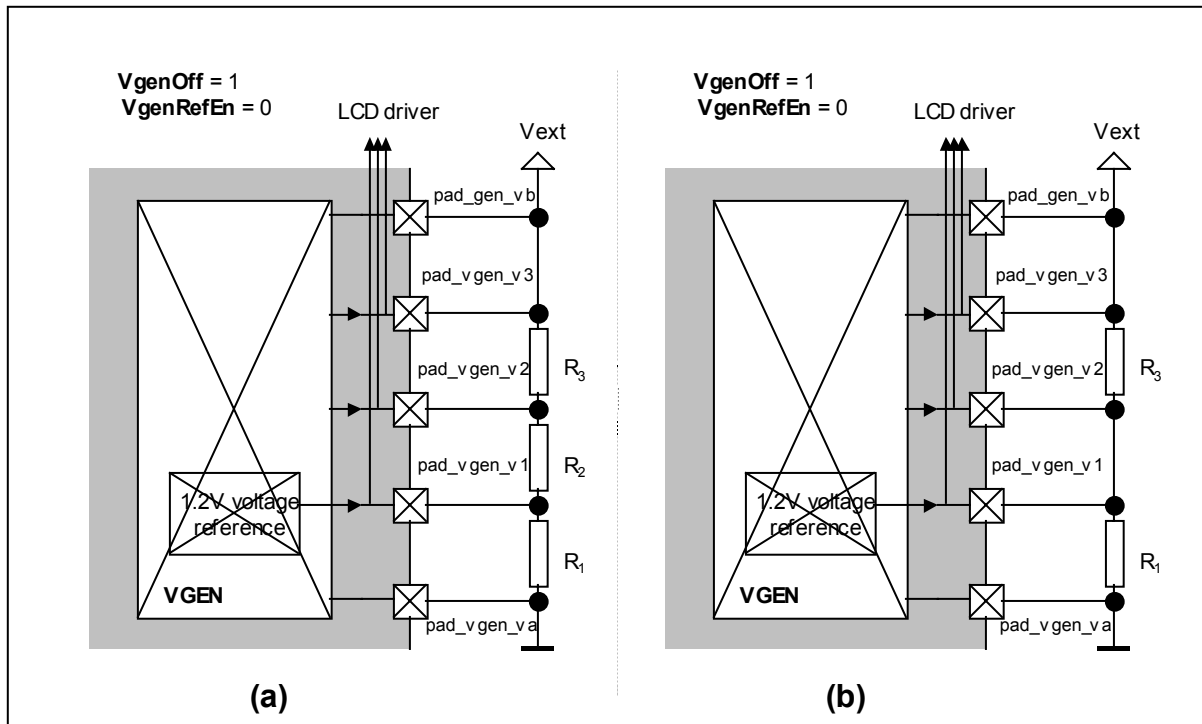 VgenOff = 1
VgenRefEn = 0
LCD driver
Vext
pad_gen_vb
pad_vgen_v3
pad_vgen_v2
R3
pad_vgen_v1
R2
1.2V voltage
reference
R1
VGEN
pad_vgen_va
(a)
VgenOff = 1
VgenRefEn = 0
LCD driver
Vext
pad_gen_vb
pad_vgen_v3
pad_vgen_v2
R3
pad_vgen_v1
1.2V voltage
reference
R1
VGEN
pad_vgen_va
(b)